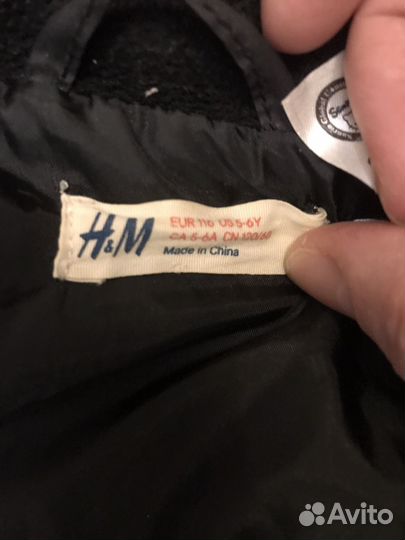 H&M
EUR 116 US 5-6Y
CA 5-6A CN 120/60
Made in China
Avito